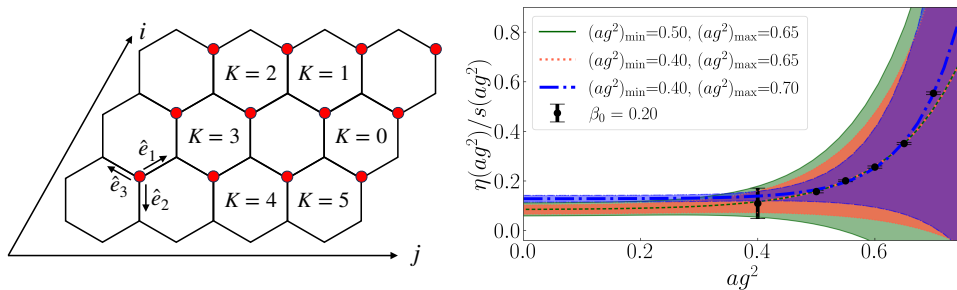 i
K = 2
K = 1
K = 3
K = 0
ê₁
ê₃
ê₂
K = 4
K = 5
j
η(ag²)/s(ag²)
0.8
0.6
0.4
0.2
0.0
(ag²)min=0.50, (ag²)max=0.65
(ag²)min=0.40, (ag²)max=0.65
(ag²)min=0.40, (ag²)max=0.70
β₀ = 0.20
0.0
0.2
0.4
0.6
ag²